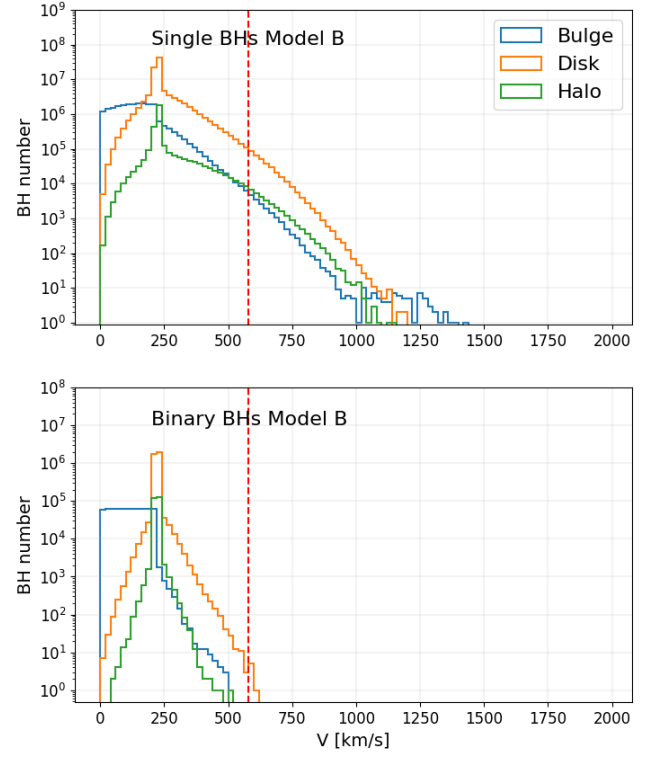 10⁹
10⁸
10⁷
10⁶
10⁵
10⁴
10³
10²
10¹
10⁰
BH number
Single BHs Model B
Bulge
Disk
Halo
0 250 500 750 1000 1250 1500 1750 2000
10⁸
10⁷
10⁶
10⁵
10⁴
10³
10²
10¹
10⁰
BH number
Binary BHs Model B
0 250 500 750 1000 1250 1500 1750 2000
V [km/s]